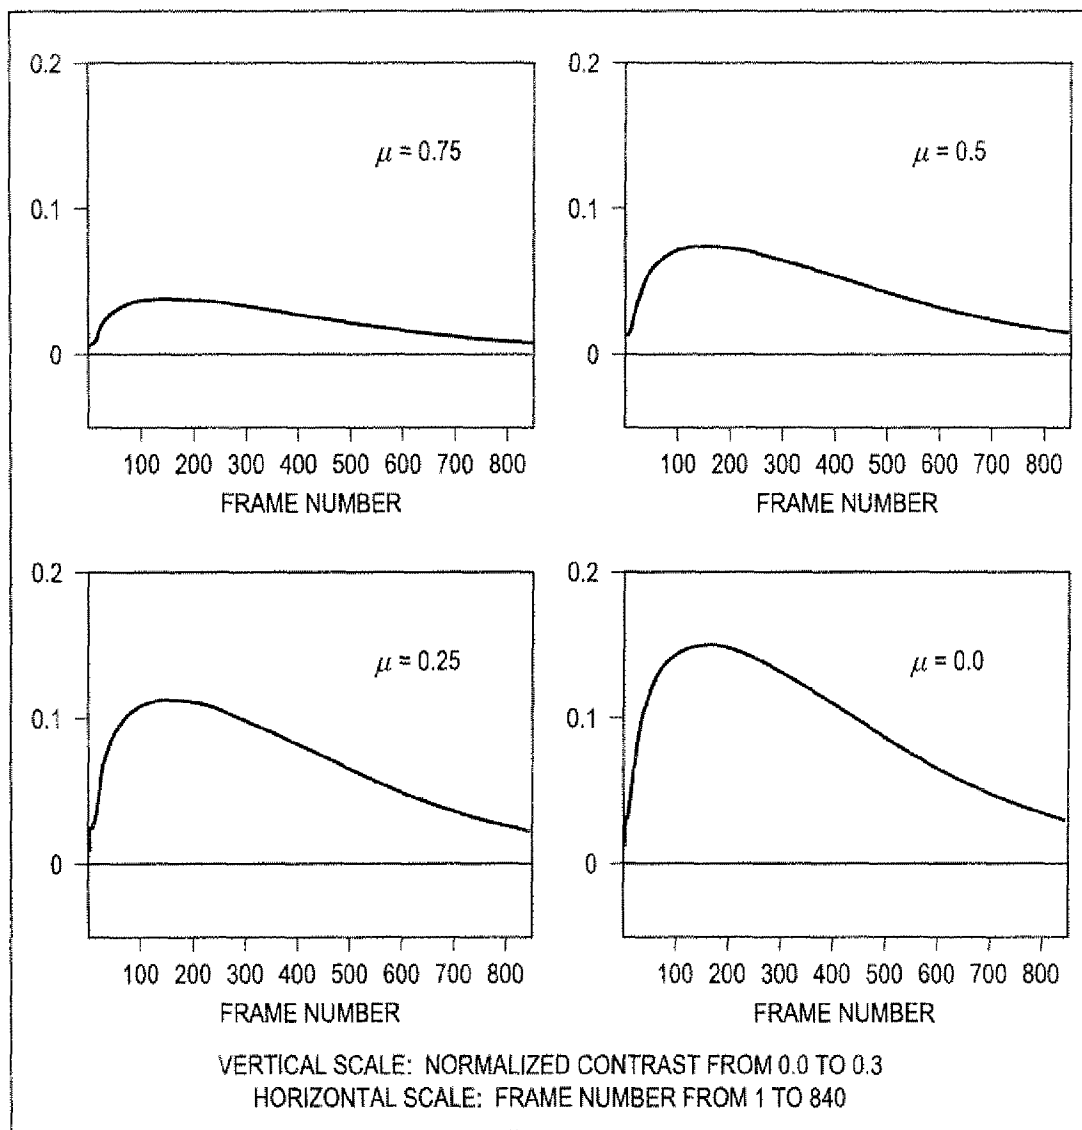 0.2
μ = 0.75
0.1
0
100 200 300 400 500 600 700 800
FRAME NUMBER
0.2
μ = 0.5
0.1
0
100 200 300 400 500 600 700 800
FRAME NUMBER
0.2
μ = 0.25
0.1
0
100 200 300 400 500 600 700 800
FRAME NUMBER
0.2
μ = 0.0
0.1
0
100 200 300 400 500 600 700 800
FRAME NUMBER
VERTICAL SCALE: NORMALIZED CONTRAST FROM 0.0 TO 0.3
HORIZONTAL SCALE: FRAME NUMBER FROM 1 TO 840